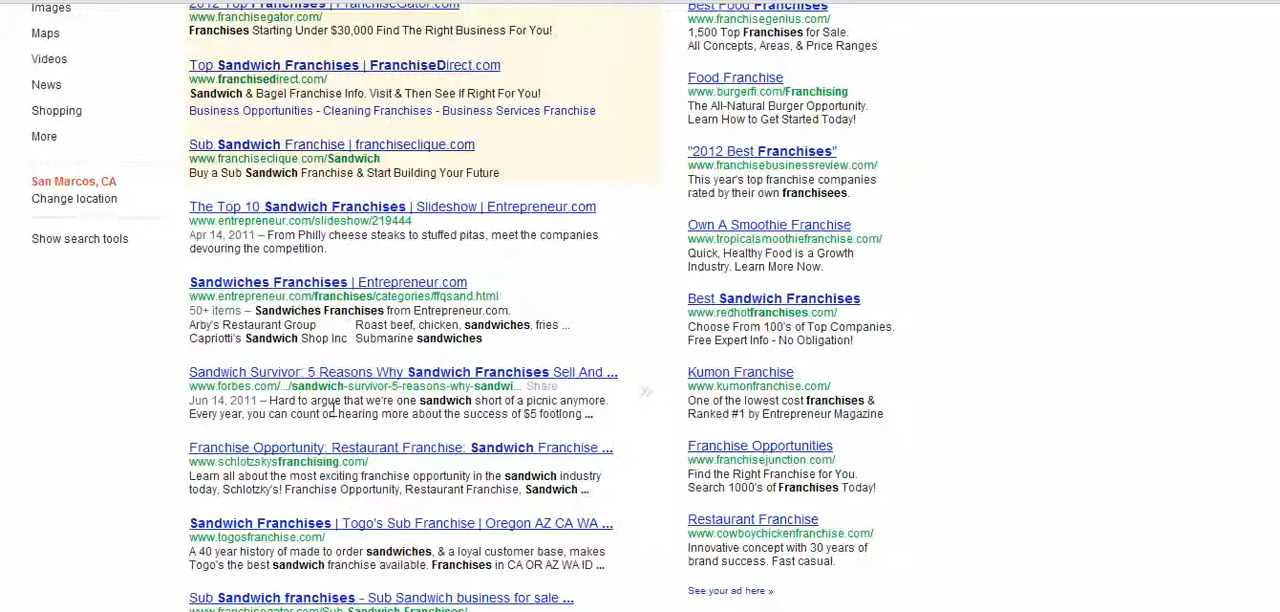 Images
Maps
Videos
News
Shopping
More
San Marcos, CA
Change location
Show search tools
2012 Top Franchises | FranchiseGator.com
www.franchisegator.com/
Franchises Starting Under $30,000 Find The Right Business For You!
Top Sandwich Franchises | FranchiseDirect.com
www.franchisedirect.com/
Sandwich & Bagel Franchise Info. Visit & Then See If Right For You!
Business Opportunities - Cleaning Franchises - Business Services Franchise
Sub Sandwich Franchise | franchiseclique.com
www.franchiseclique.com/Sandwich
Buy a Sub Sandwich Franchise & Start Building Your Future
The Top 10 Sandwich Franchises | Slideshow | Entrepreneur.com
www.entrepreneur.com/slideshow/219444
Apr 14, 2011 – From Philly cheese steaks to stuffed pitas, meet the companies
devouring the competition.
Sandwiches Franchises | Entrepreneur.com
www.entrepreneur.com/franchises/categories/ffqsand.html
50+ items – Sandwiches Franchises from Entrepreneur.com.
Arby's Restaurant Group Roast beef, chicken, sandwiches, fries ...
Capriotti's Sandwich Shop Inc Submarine sandwiches
Sandwich Survivor: 5 Reasons Why Sandwich Franchises Sell And ...
www.forbes.com/.../sandwich-survivor-5-reasons-why-sandwi... Share
Jun 14, 2011 – Hard to argue that we're one sandwich short of a picnic anymore.
Every year, you can count on hearing more about the success of $5 footlong ...
Franchise Opportunity: Restaurant Franchise: Sandwich Franchise ...
www.schlotzskysfranchising.com/
Learn all about the most exciting franchise opportunity in the sandwich industry
today, Schlotzky's! Franchise Opportunity, Restaurant Franchise, Sandwich ...
Sandwich Franchises | Togo's Sub Franchise | Oregon AZ CA WA ...
www.togosfranchise.com/
A 40 year history of made to order sandwiches, & a loyal customer base, makes
Togo's the best sandwich franchise available. Franchises in CA OR AZ WA ID ...
Sub Sandwich franchises - Sub Sandwich business for sale ...
www.franchisegator.com/Sub-Sandwich-Franchises/
Best Food Franchises
www.franchisegenius.com/
1,500 Top Franchises for Sale.
All Concepts, Areas, & Price Ranges
Food Franchise
www.burgerfi.com/Franchising
The All-Natural Burger Opportunity.
Learn How to Get Started Today!
"2012 Best Franchises"
www.franchisebusinessreview.com/
This year's top franchise companies
rated by their own franchisees.
Own A Smoothie Franchise
www.tropicalsmoothiefranchise.com/
Quick, Healthy Food is a Growth
Industry. Learn More Now.
Best Sandwich Franchises
www.redhotfranchises.com/
Choose From 100's of Top Companies.
Free Expert Info - No Obligation!
Kumon Franchise
www.kumonfranchise.com/
One of the lowest cost franchises &
Ranked #1 by Entrepreneur Magazine
Franchise Opportunities
www.franchisejunction.com/
Find the Right Franchise for You.
Search 1000's of Franchises Today!
Restaurant Franchise
www.cowboychickenfranchise.com/
Innovative concept with 30 years of
brand success. Fast casual.
See your ad here »